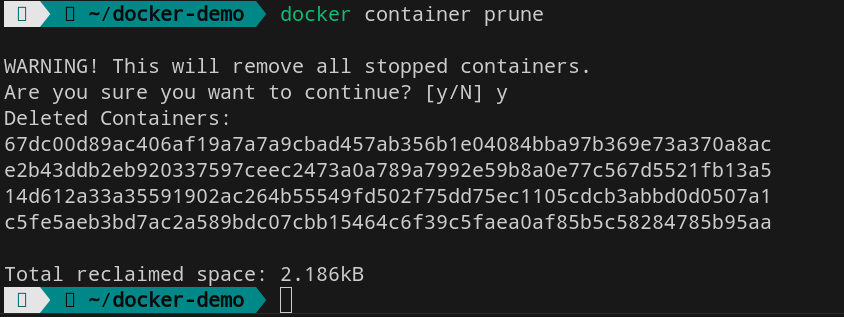 ~/docker-demo docker container prune
WARNING! This will remove all stopped containers.
Are you sure you want to continue? [y/N] y
Deleted Containers:
67dc00d89ac406af19a7a7a9cbad457ab356b1e04084bba97b369e73a370a8ac
e2b43ddb2eb920337597ceec2473a0a789a7992e59b8a0e77c567d5521fb13a5
14d612a33a35591902ac264b55549fd502f75dd75ec1105cdcb3abbd0d0507a1
c5fe5aeb3bd7ac2a589bdc07cbb15464c6f39c5faea0af85b5c58284785b95aa
Total reclaimed space: 2.186kB
~/docker-demo